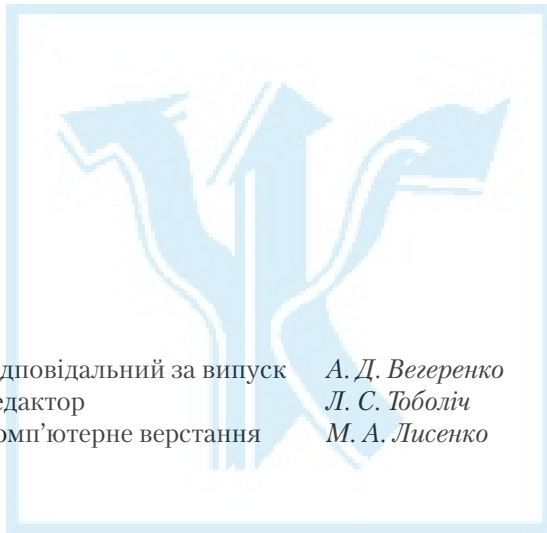 дповідальний за випуск А. Д. Вегеренко
едактор Л. С. Тоболіч
омп'ютерне верстання М. А. Лисенко